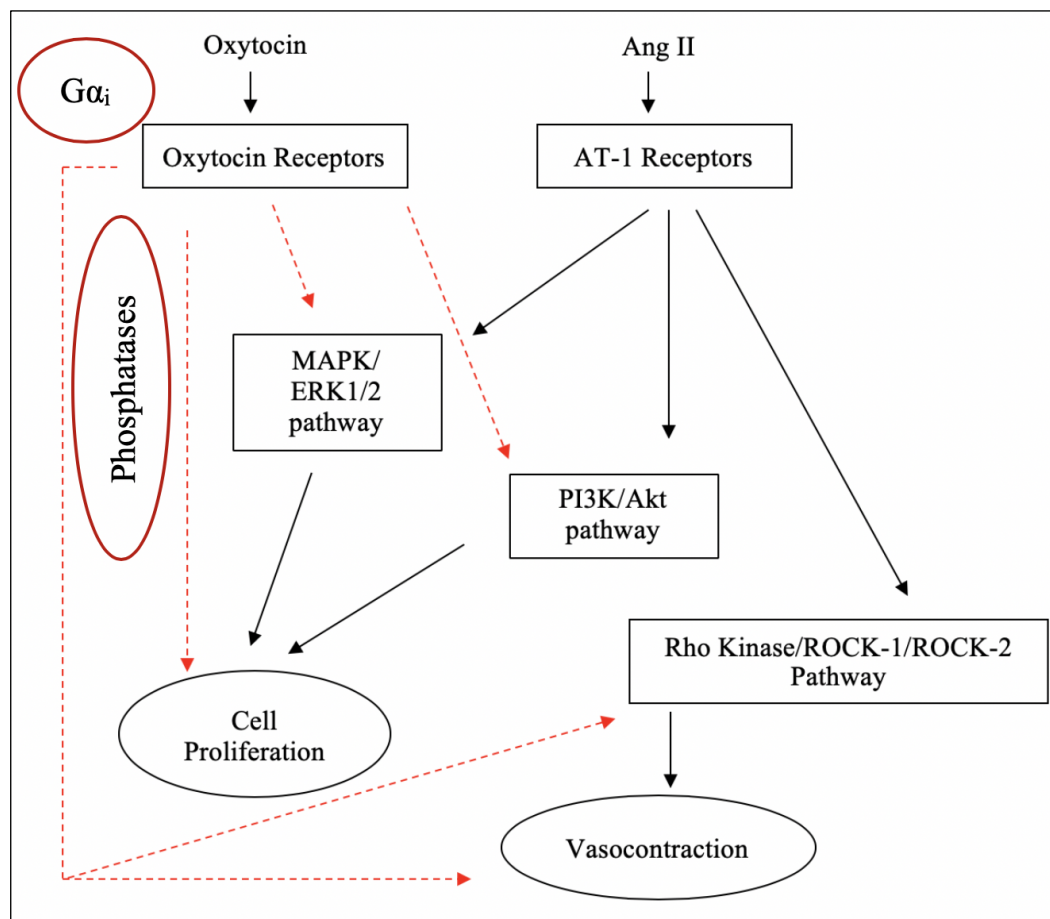 Oxytocin
Ang II
Gαi
Oxytocin Receptors
AT-1 Receptors
Phosphatases
MAPK/
ERK1/2
pathway
PI3K/Akt
pathway
Rho Kinase/ROCK-1/ROCK-2
Pathway
Cell
Proliferation
Vasocontraction